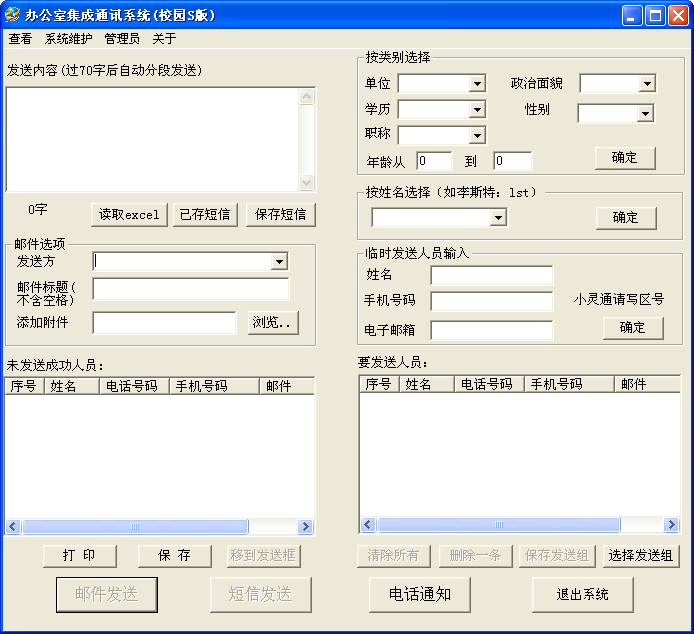 办公室集成通讯系统(校园S版)
查看 系统维护 管理员 关于
发送内容(过70字后自动分段发送)
0字
读取excel 已存短信 保存短信
邮件选项
发送方
邮件标题(
不含空格)
添加附件 浏览..
未发送成功人员:
序号 姓名 电话号码 手机号码 邮件
打 印 保 存 移到发送框
邮件发送 短信发送
按类别选择
单位 政治面貌
学历 性别
职称
年龄从 0 到 0 确定
按姓名选择(如李斯特: lst)
确定
临时发送人员输入
姓名
手机号码 小灵通请写区号
电子邮箱 确定
要发送人员:
序号 姓名 电话号码 手机号码 邮件
清除所有 删除一条 保存发送组 选择发送组
电话通知 退出系统